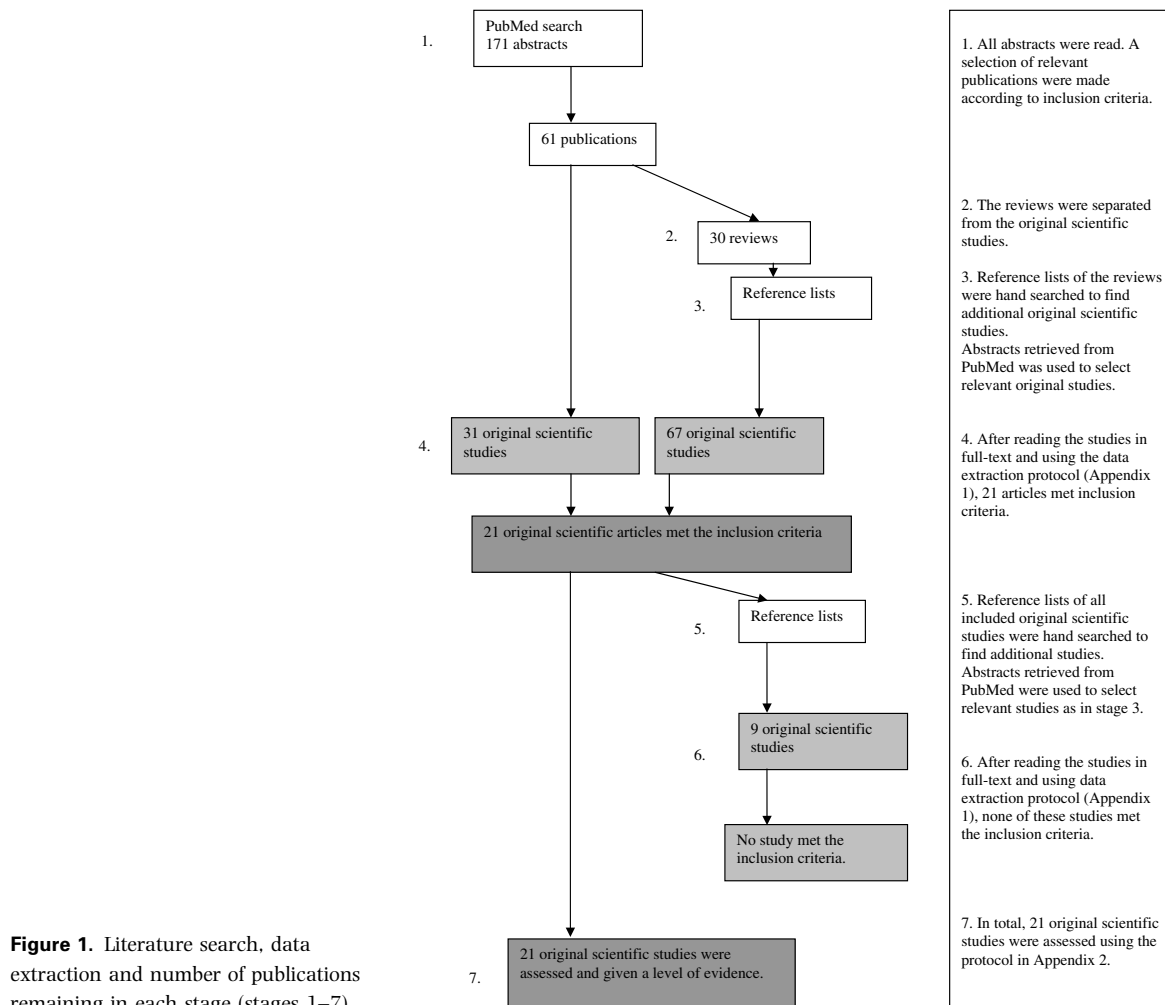 PubMed search
171 abstracts
1.
61 publications
2.
30 reviews
3.
Reference lists
4.
31 original scientific
studies
67 original scientific
studies
21 original scientific articles met the inclusion criteria
5.
Reference lists
6.
9 original scientific
studies
No study met the
inclusion criteria.
7.
21 original scientific studies were
assessed and given a level of evidence.
1. All abstracts were read. A
selection of relevant
publications were made
according to inclusion criteria.
2. The reviews were separated
from the original scientific
studies.
3. Reference lists of the reviews
were hand searched to find
additional original scientific
studies.
Abstracts retrieved from
PubMed was used to select
relevant original studies.
4. After reading the studies in
full-text and using the data
extraction protocol (Appendix
1), 21 articles met inclusion
criteria.
5. Reference lists of all
included original scientific
studies were hand searched to
find additional studies.
Abstracts retrieved from
PubMed were used to select
relevant studies as in stage 3.
6. After reading the studies in
full-text and using data
extraction protocol (Appendix
1), none of these studies met
the inclusion criteria.
7. In total, 21 original scientific
studies were assessed using the
protocol in Appendix 2.
Figure 1. Literature search, data
extraction and number of publications
remaining in each stage (stages 1–7)